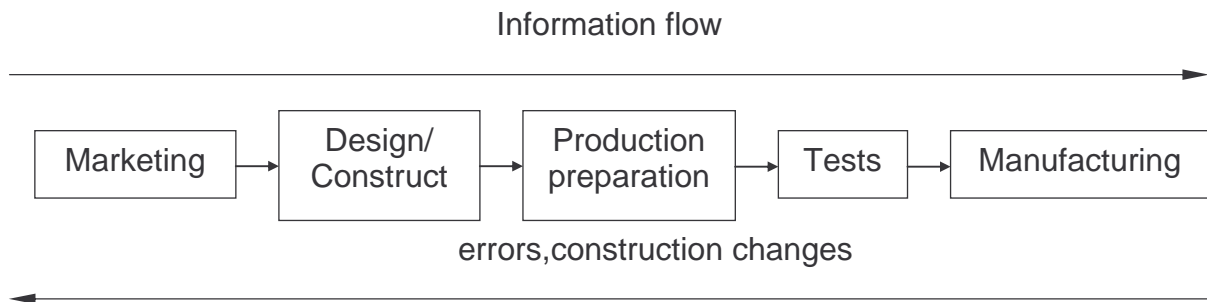 Information flow
Marketing
Design/
Construct
Production
preparation
Tests
Manufacturing
errors,construction changes